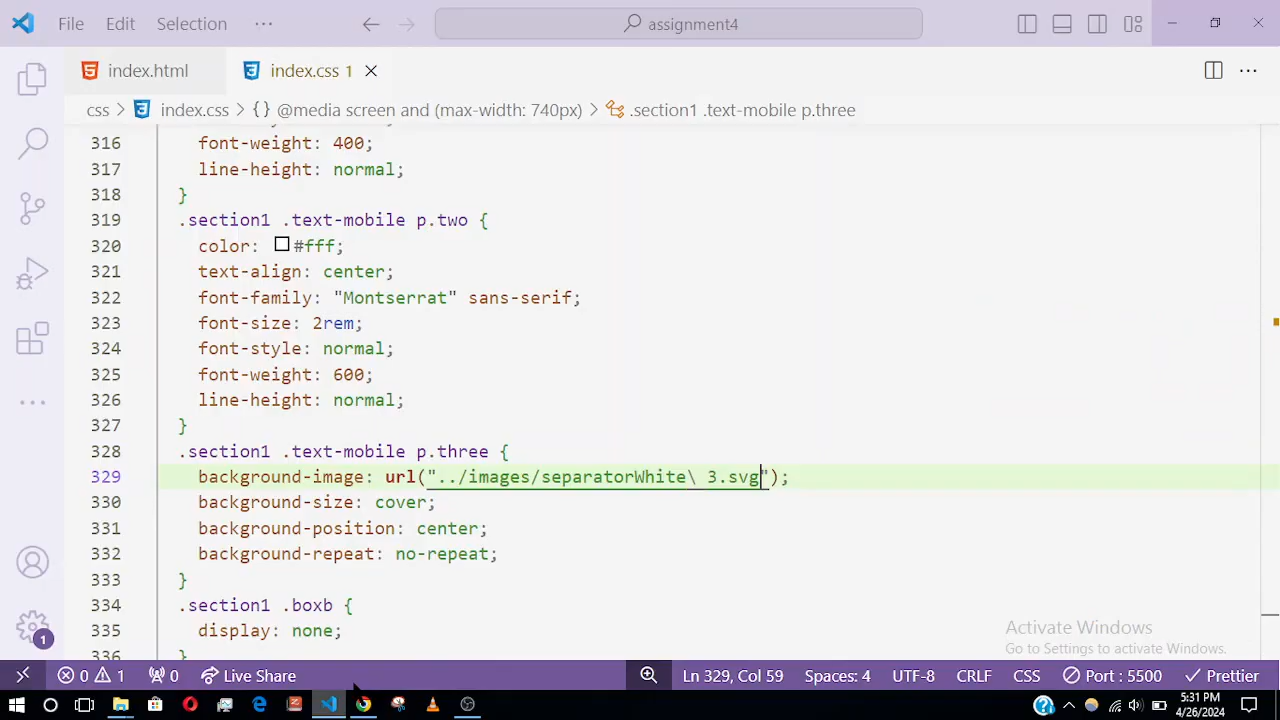 File Edit Selection ··· assignment4
index.html index.css 1
css > index.css > {} @media screen and (max-width: 740px) > .section1 .text-mobile p.three
316 font-weight: 400;
317 line-height: normal;
318 }
319 .section1 .text-mobile p.two {
320 color: #fff;
321 text-align: center;
322 font-family: "Montserrat" sans-serif;
323 font-size: 2rem;
324 font-style: normal;
325 font-weight: 600;
326 line-height: normal;
327 }
328 .section1 .text-mobile p.three {
329 background-image: url("../images/separatorWhite\ 3.svg");
330 background-size: cover;
331 background-position: center;
332 background-repeat: no-repeat;
333 }
334 .section1 .boxb {
335 display: none;
336 }
Activate Windows
Go to Settings to activate Windows.
1
0 1 0 Live Share Ln 329, Col 59 Spaces: 4 UTF-8 CRLF CSS Port : 5500 Prettier
5:31 PM
4/26/2024